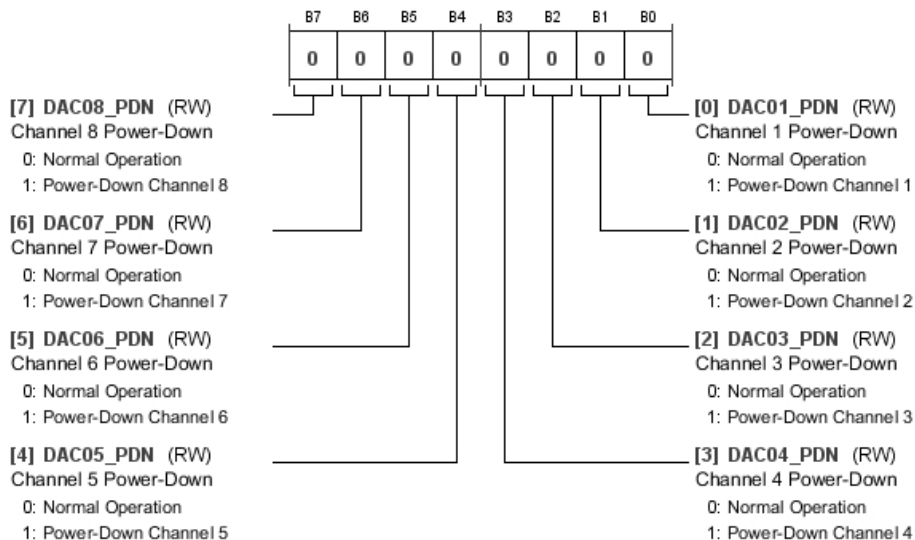 B7 B6 B5 B4 B3 B2 B1 B0
0 0 0 0 0 0 0 0
[7] DAC08_PDN (RW)
Channel 8 Power-Down
0: Normal Operation
1: Power-Down Channel 8
[6] DAC07_PDN (RW)
Channel 7 Power-Down
0: Normal Operation
1: Power-Down Channel 7
[5] DAC06_PDN (RW)
Channel 6 Power-Down
0: Normal Operation
1: Power-Down Channel 6
[4] DAC05_PDN (RW)
Channel 5 Power-Down
0: Normal Operation
1: Power-Down Channel 5
[0] DAC01_PDN (RW)
Channel 1 Power-Down
0: Normal Operation
1: Power-Down Channel 1
[1] DAC02_PDN (RW)
Channel 2 Power-Down
0: Normal Operation
1: Power-Down Channel 2
[2] DAC03_PDN (RW)
Channel 3 Power-Down
0: Normal Operation
1: Power-Down Channel 3
[3] DAC04_PDN (RW)
Channel 4 Power-Down
0: Normal Operation
1: Power-Down Channel 4